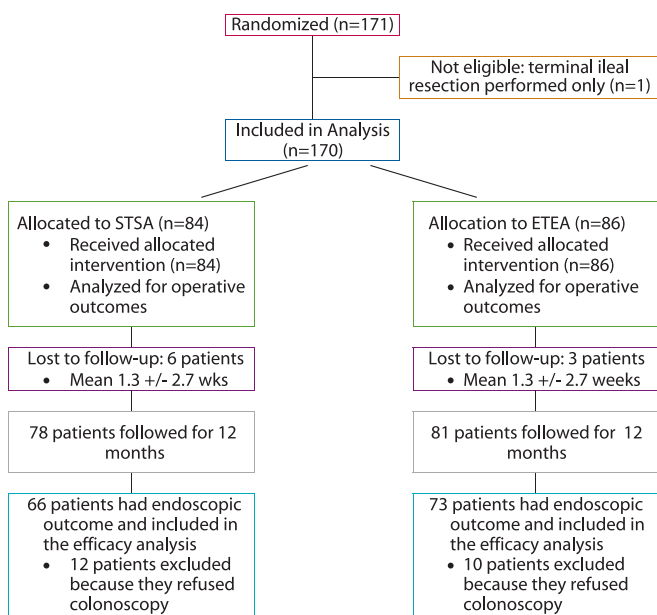 Randomized (n=171)
Not eligible: terminal ileal
resection performed only (n=1)
Included in Analysis
(n=170)
Allocated to STSA (n=84)
• Received allocated
intervention (n=84)
• Analyzed for operative
outcomes
Allocation to ETEA (n=86)
• Received allocated
intervention (n=86)
• Analyzed for operative
outcomes
Lost to follow-up: 6 patients
• Mean 1.3 +/- 2.7 wks
Lost to follow-up: 3 patients
• Mean 1.3 +/- 2.7 weeks
78 patients followed for 12
months
81 patients followed for 12
months
66 patients had endoscopic
outcome and included in
the efficacy analysis
• 12 patients excluded
because they refused
colonoscopy
73 patients had endoscopic
outcome and included in
the efficacy analysis
• 10 patients excluded
because they refused
colonoscopy